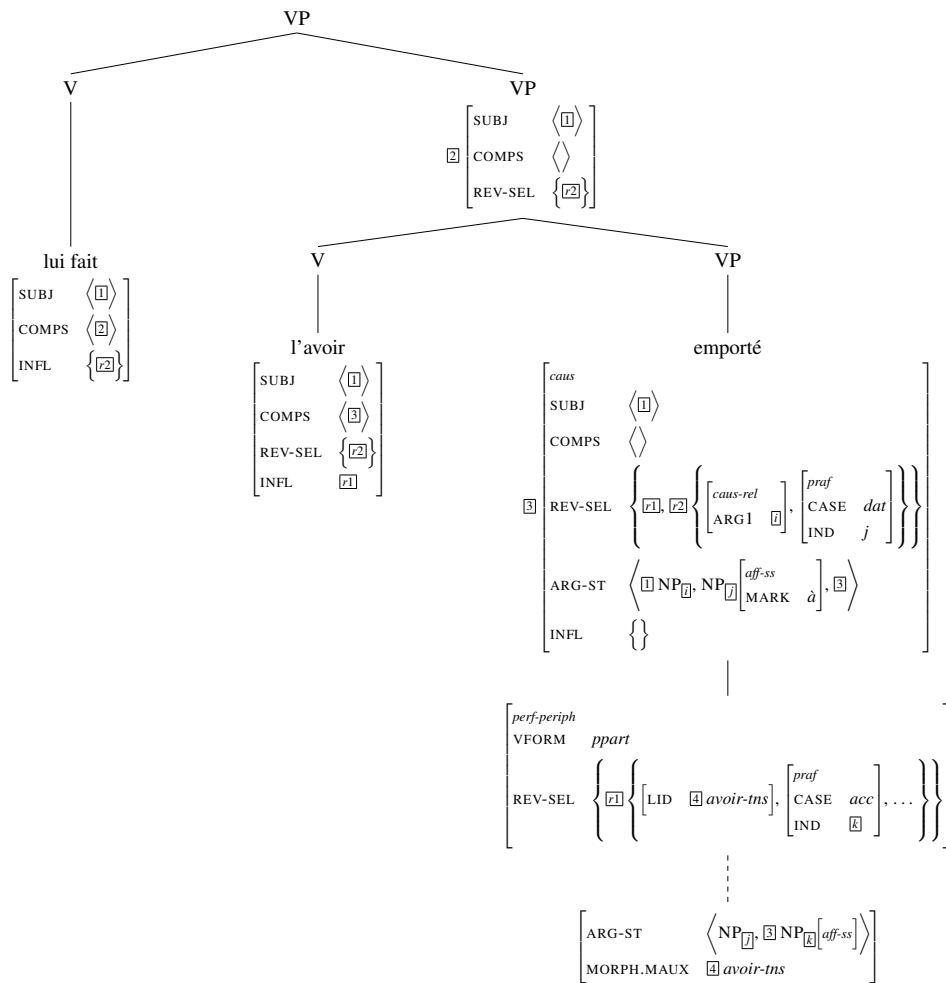 VP
V VP
2 [SUBJ ⟨1⟩
COMPS ⟨⟩
REV-SEL {r2}]
lui fait
[SUBJ ⟨1⟩
COMPS ⟨2⟩
INFL {r2}]
V VP
l'avoir
[SUBJ ⟨1⟩
COMPS ⟨3⟩
REV-SEL {r2}
INFL r1]
emporté
3 [caus
SUBJ ⟨1⟩
COMPS ⟨⟩
REV-SEL {r1, r2 {[caus-rel ARG1 i], [praf CASE dat IND j]}}
ARG-ST ⟨1 NP i, NP j [aff-ss MARK à], 3⟩
INFL {}]
[perf-periph
VFORM ppart
REV-SEL {r1 {[LID 4 avoir-tns], [praf CASE acc IND k], ...}}]
[ARG-ST ⟨NP j, 3 NP k [aff-ss]⟩
MORPH.MAUX 4 avoir-tns]